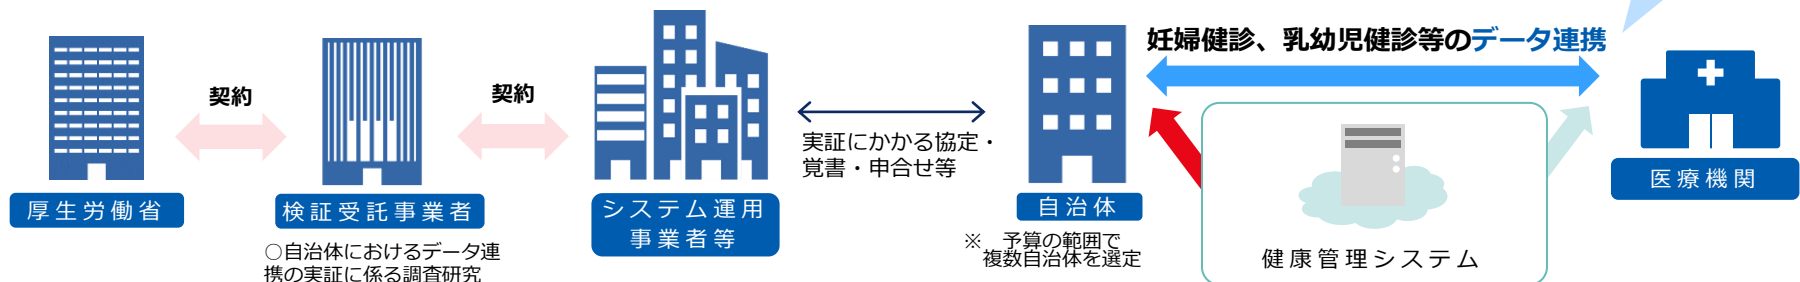 妊婦健診、乳幼児健診等のデータ連携
契約
契約
実証にかかる協定・
覚書・申合せ等
厚生労働省
検証受託事業者
システム運用
事業者等
自治体
医療機関
○自治体におけるデータ連
携の実証に係る調査研究
※　予算の範囲で
複数自治体を選定
健康管理システム